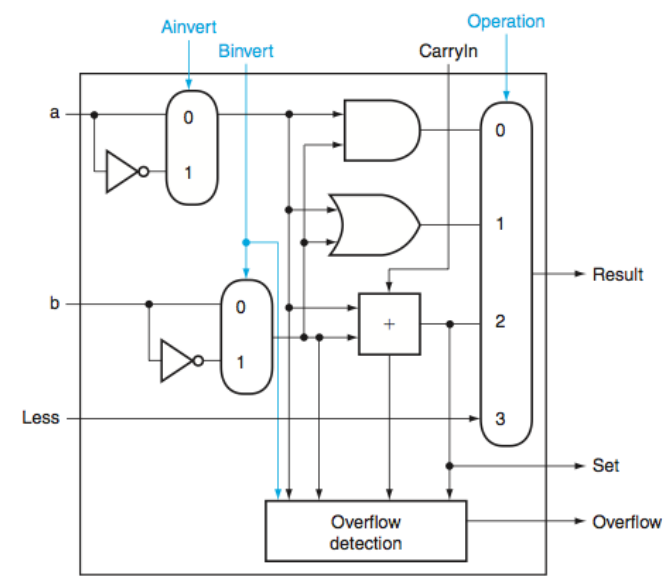 Ainvert
Operation
Binvert
CarryIn
a
0
0
1
1
Result
b
0
+
2
1
Less
3
Set
Overflow
detection
Overflow